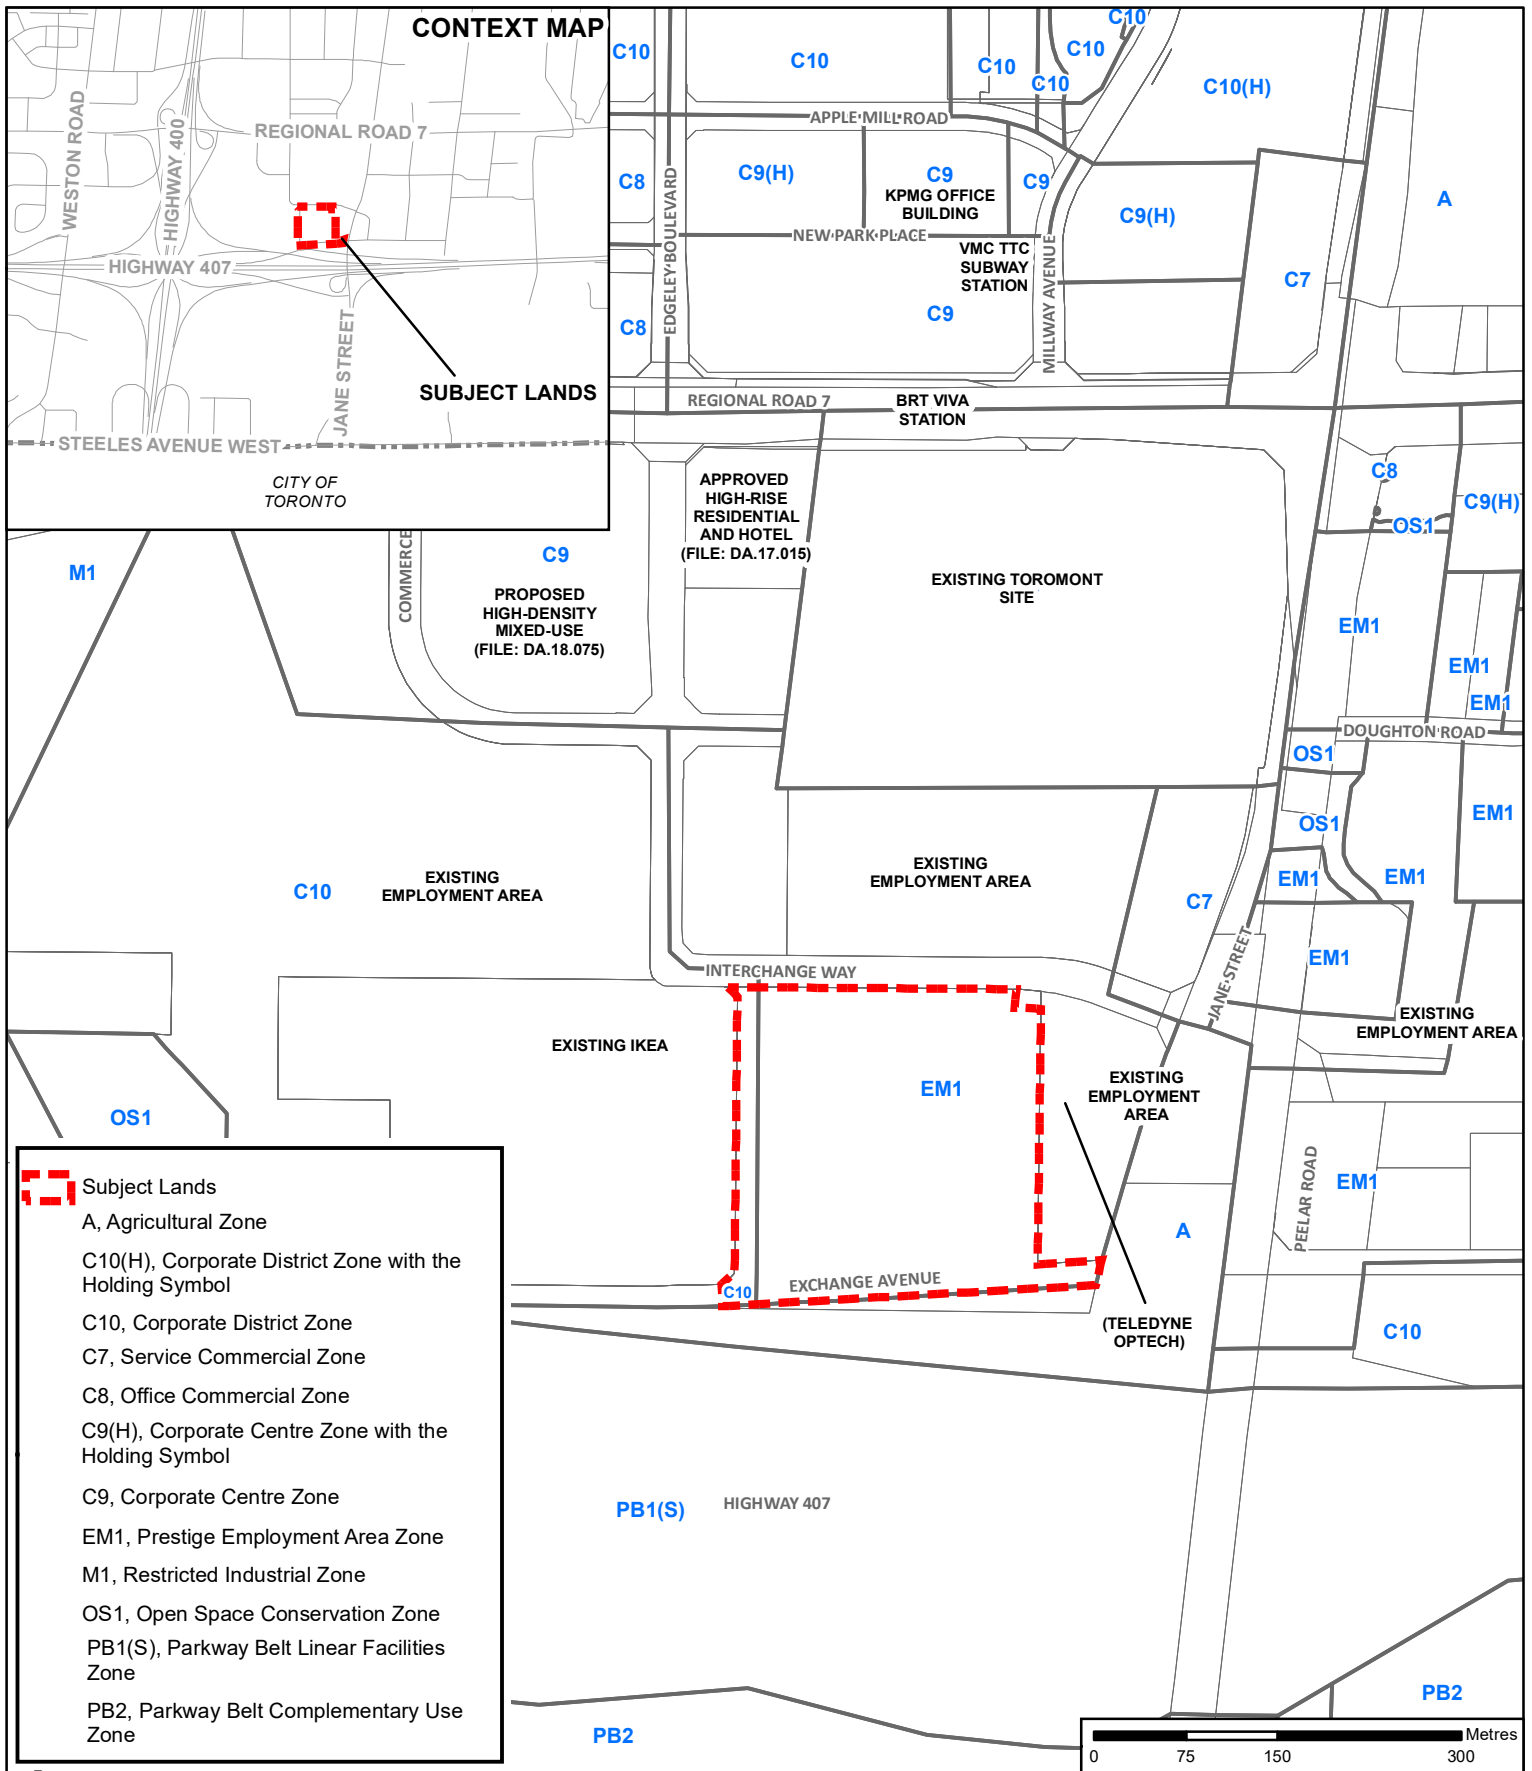 CONTEXT MAP
WESTON ROAD
HIGHWAY 400
REGIONAL ROAD 7
HIGHWAY 407
JANE STREET
SUBJECT LANDS
STEELES AVENUE WEST
CITY OF
TORONTO
C10
C10
C10
C10
C10
C10
C10(H)
APPLE MILL ROAD
C8
EDGELEY BOULEVARD
C9(H)
C9
KPMG OFFICE
BUILDING
C9
C9(H)
A
NEW PARK PLACE
VMC TTC
SUBWAY
STATION
MILLWAY AVENUE
C7
C8
C9
REGIONAL ROAD 7
BRT VIVA
STATION
M1
COMMERCE
C9
PROPOSED
HIGH-DENSITY
MIXED-USE
(FILE: DA.18.075)
APPROVED
HIGH-RISE
RESIDENTIAL
AND HOTEL
(FILE: DA.17.015)
EXISTING TOROMONT
SITE
C8
C9(H)
OS1
EM1
EM1
EM1
DOUGHTON ROAD
OS1
OS1
EM1
EM1
EM1
C10
EXISTING
EMPLOYMENT AREA
EXISTING
EMPLOYMENT AREA
C7
JANE STREET
EM1
INTERCHANGE WAY
EXISTING
EMPLOYMENT AREA
EXISTING IKEA
EM1
EXISTING
EMPLOYMENT
AREA
OS1
PEELAR ROAD
EM1
A
C10
EXCHANGE AVENUE
(TELEDYNE
OPTECH)
C10
Subject Lands
A, Agricultural Zone
C10(H), Corporate District Zone with the
Holding Symbol
C10, Corporate District Zone
C7, Service Commercial Zone
C8, Office Commercial Zone
C9(H), Corporate Centre Zone with the
Holding Symbol
C9, Corporate Centre Zone
EM1, Prestige Employment Area Zone
M1, Restricted Industrial Zone
OS1, Open Space Conservation Zone
PB1(S), Parkway Belt Linear Facilities
Zone
PB2, Parkway Belt Complementary Use
Zone
PB1(S)
HIGHWAY 407
PB2
PB2
Metres
0 75 150 300